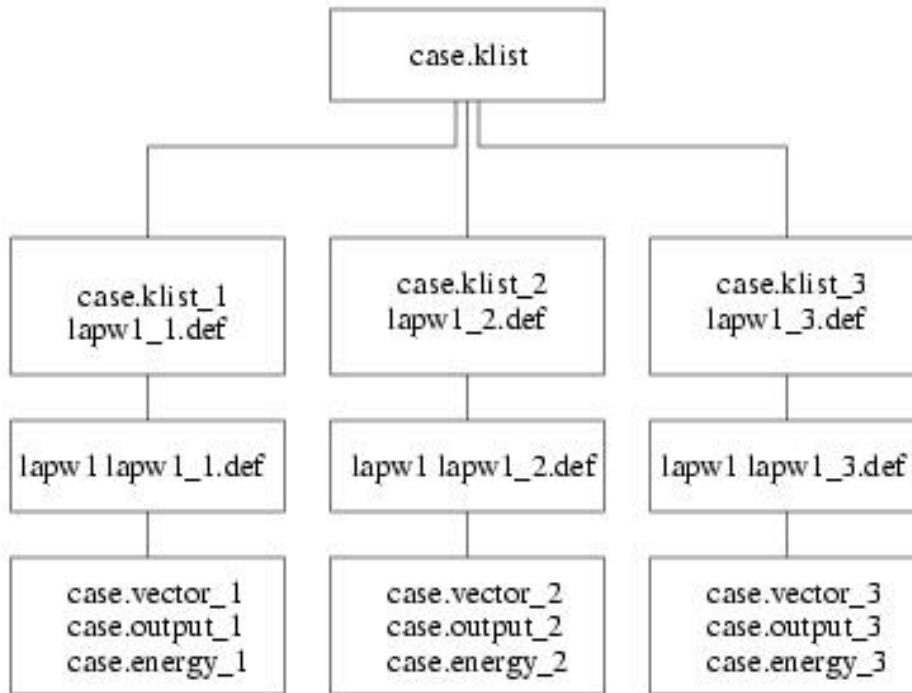 case.klist
case.klist_1
lapw1_1.def
case.klist_2
lapw1_2.def
case.klist_3
lapw1_3.def
lapw1 lapw1_1.def
lapw1 lapw1_2.def
lapw1 lapw1_3.def
case.vector_1
case.output_1
case.energy_1
case.vector_2
case.output_2
case.energy_2
case.vector_3
case.output_3
case.energy_3